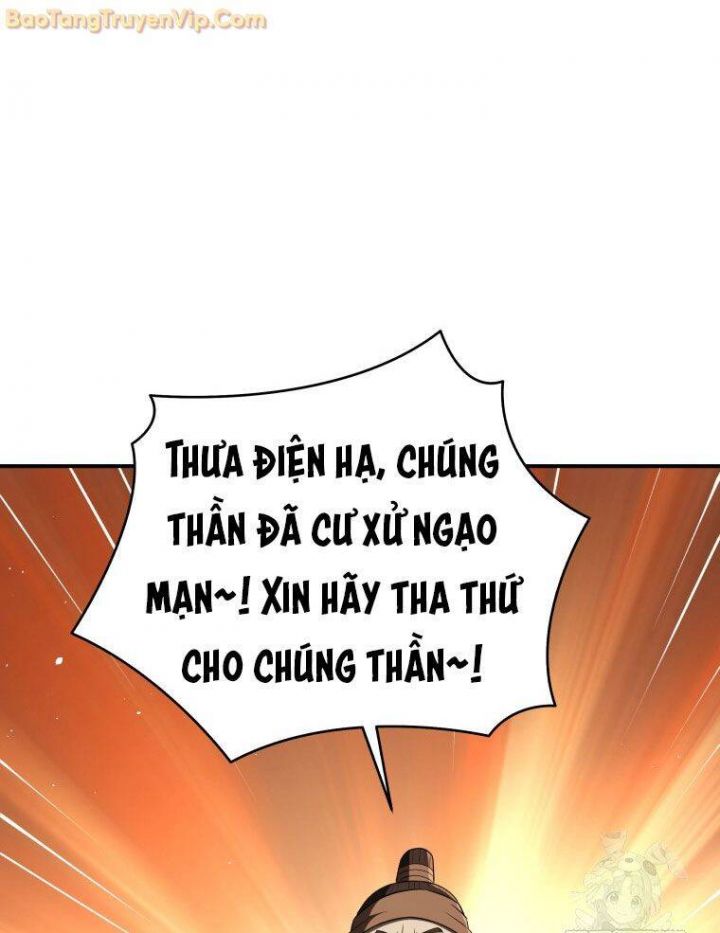 BaoTangTruyenVip.Com
THƯA ĐIỆN HẠ, CHÚNG
THẦN ĐÃ CƯ XỬ NGẠO
MẠN~! XIN HÃY THA THỨ
CHO CHÚNG THẦN~!